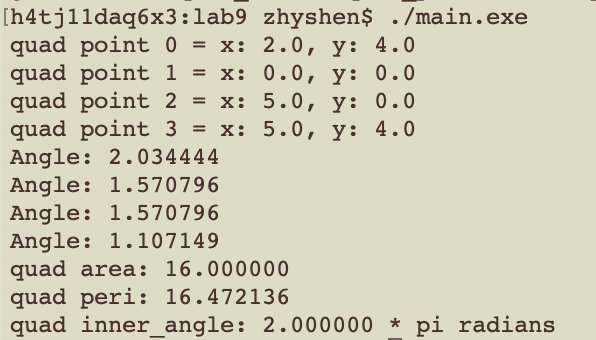 [h4tj11daq6x3:lab9 zhyshen$ ./main.exe
quad point 0 = x: 2.0, y: 4.0
quad point 1 = x: 0.0, y: 0.0
quad point 2 = x: 5.0, y: 0.0
quad point 3 = x: 5.0, y: 4.0
Angle: 2.034444
Angle: 1.570796
Angle: 1.570796
Angle: 1.107149
quad area: 16.000000
quad peri: 16.472136
quad inner_angle: 2.000000 * pi radians